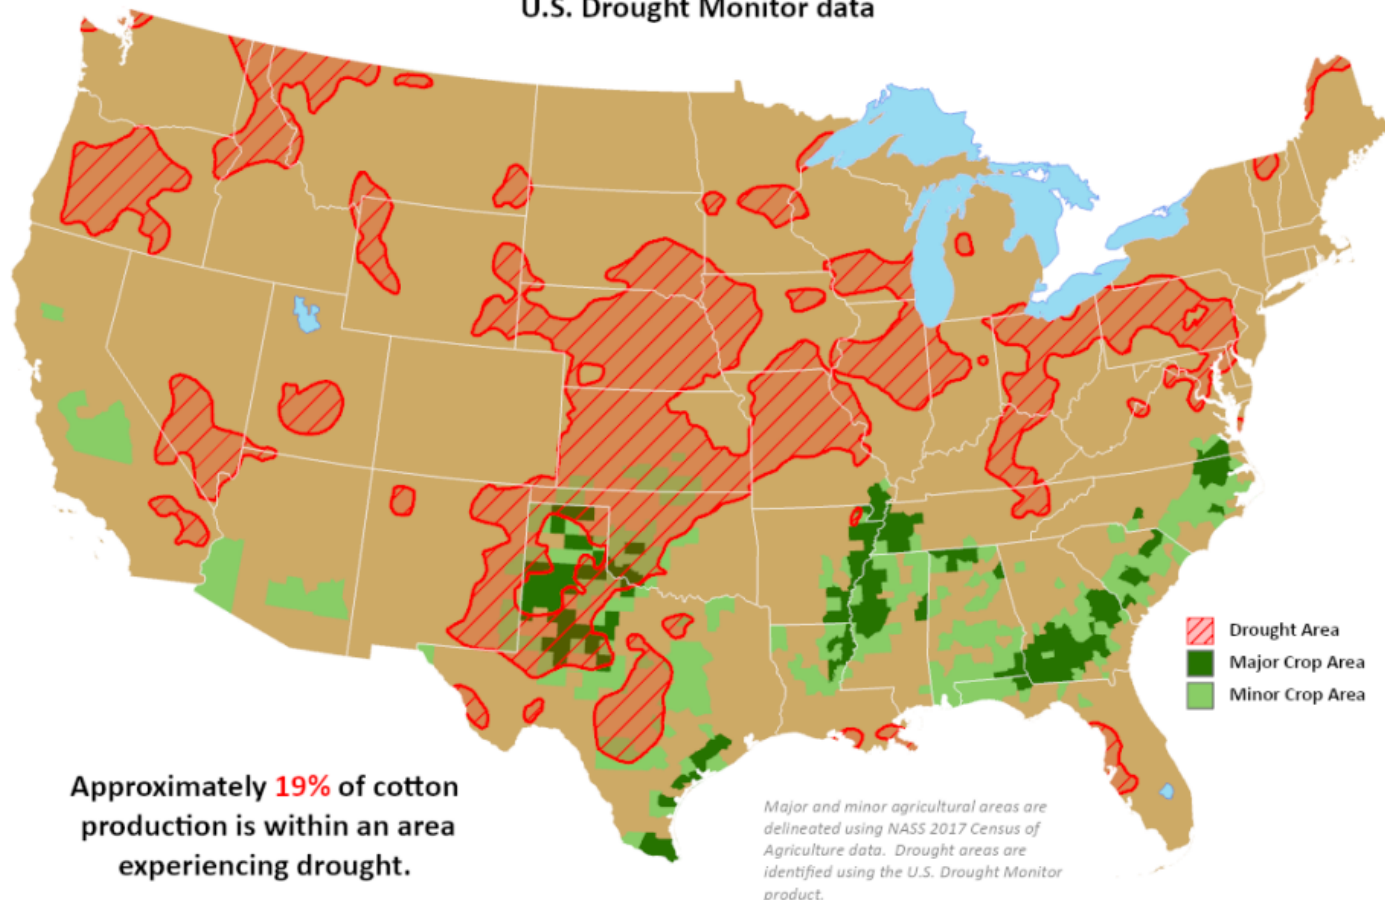 U.S. Drought Monitor data
Drought Area
Major Crop Area
Minor Crop Area
Approximately 19% of cotton
production is within an area
experiencing drought.
Major and minor agricultural areas are
delineated using NASS 2017 Census of
Agriculture data.  Drought areas are
identified using the U.S. Drought Monitor
product.